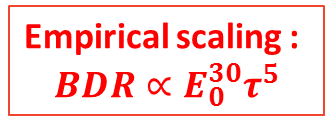 Empirical scaling :
BDR ∝ E₀³⁰τ⁵